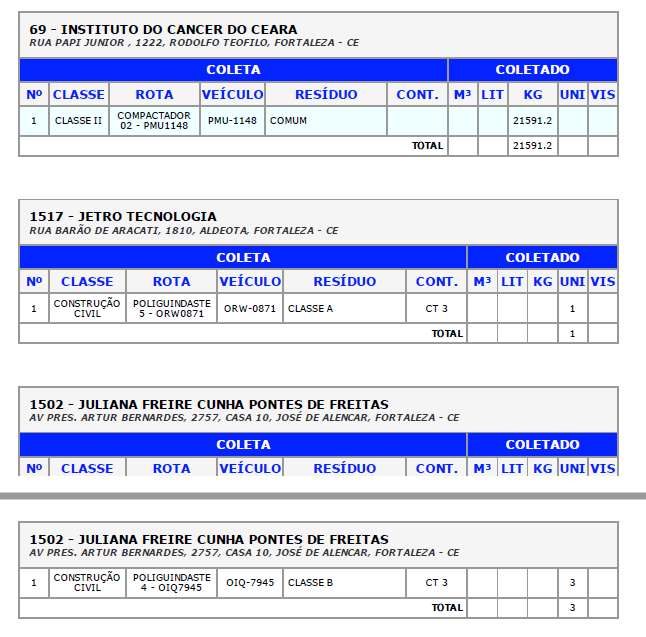 69 - INSTITUTO DO CANCER DO CEARA
RUA PAPI JUNIOR , 1222, RODOLFO TEOFILO, FORTALEZA - CE
COLETA COLETADO
Nº CLASSE ROTA VEÍCULO RESÍDUO CONT. M³ LIT KG UNI VIS
1 CLASSE II COMPACTADOR 02 - PMU1148 PMU-1148 COMUM 21591.2
TOTAL 21591.2
1517 - JETRO TECNOLOGIA
RUA BARÃO DE ARACATI, 1810, ALDEOTA, FORTALEZA - CE
COLETA COLETADO
Nº CLASSE ROTA VEÍCULO RESÍDUO CONT. M³ LIT KG UNI VIS
1 CONSTRUÇÃO CIVIL POLIGUINDASTE 5 - ORW0871 ORW-0871 CLASSE A CT 3 1
TOTAL 1
1502 - JULIANA FREIRE CUNHA PONTES DE FREITAS
AV PRES. ARTUR BERNARDES, 2757, CASA 10, JOSÉ DE ALENCAR, FORTALEZA - CE
COLETA COLETADO
Nº CLASSE ROTA VEÍCULO RESÍDUO CONT. M³ LIT KG UNI VIS
1502 - JULIANA FREIRE CUNHA PONTES DE FREITAS
AV PRES. ARTUR BERNARDES, 2757, CASA 10, JOSÉ DE ALENCAR, FORTALEZA - CE
1 CONSTRUÇÃO CIVIL POLIGUINDASTE 4 - OIQ7945 OIQ-7945 CLASSE B CT 3 3
TOTAL 3